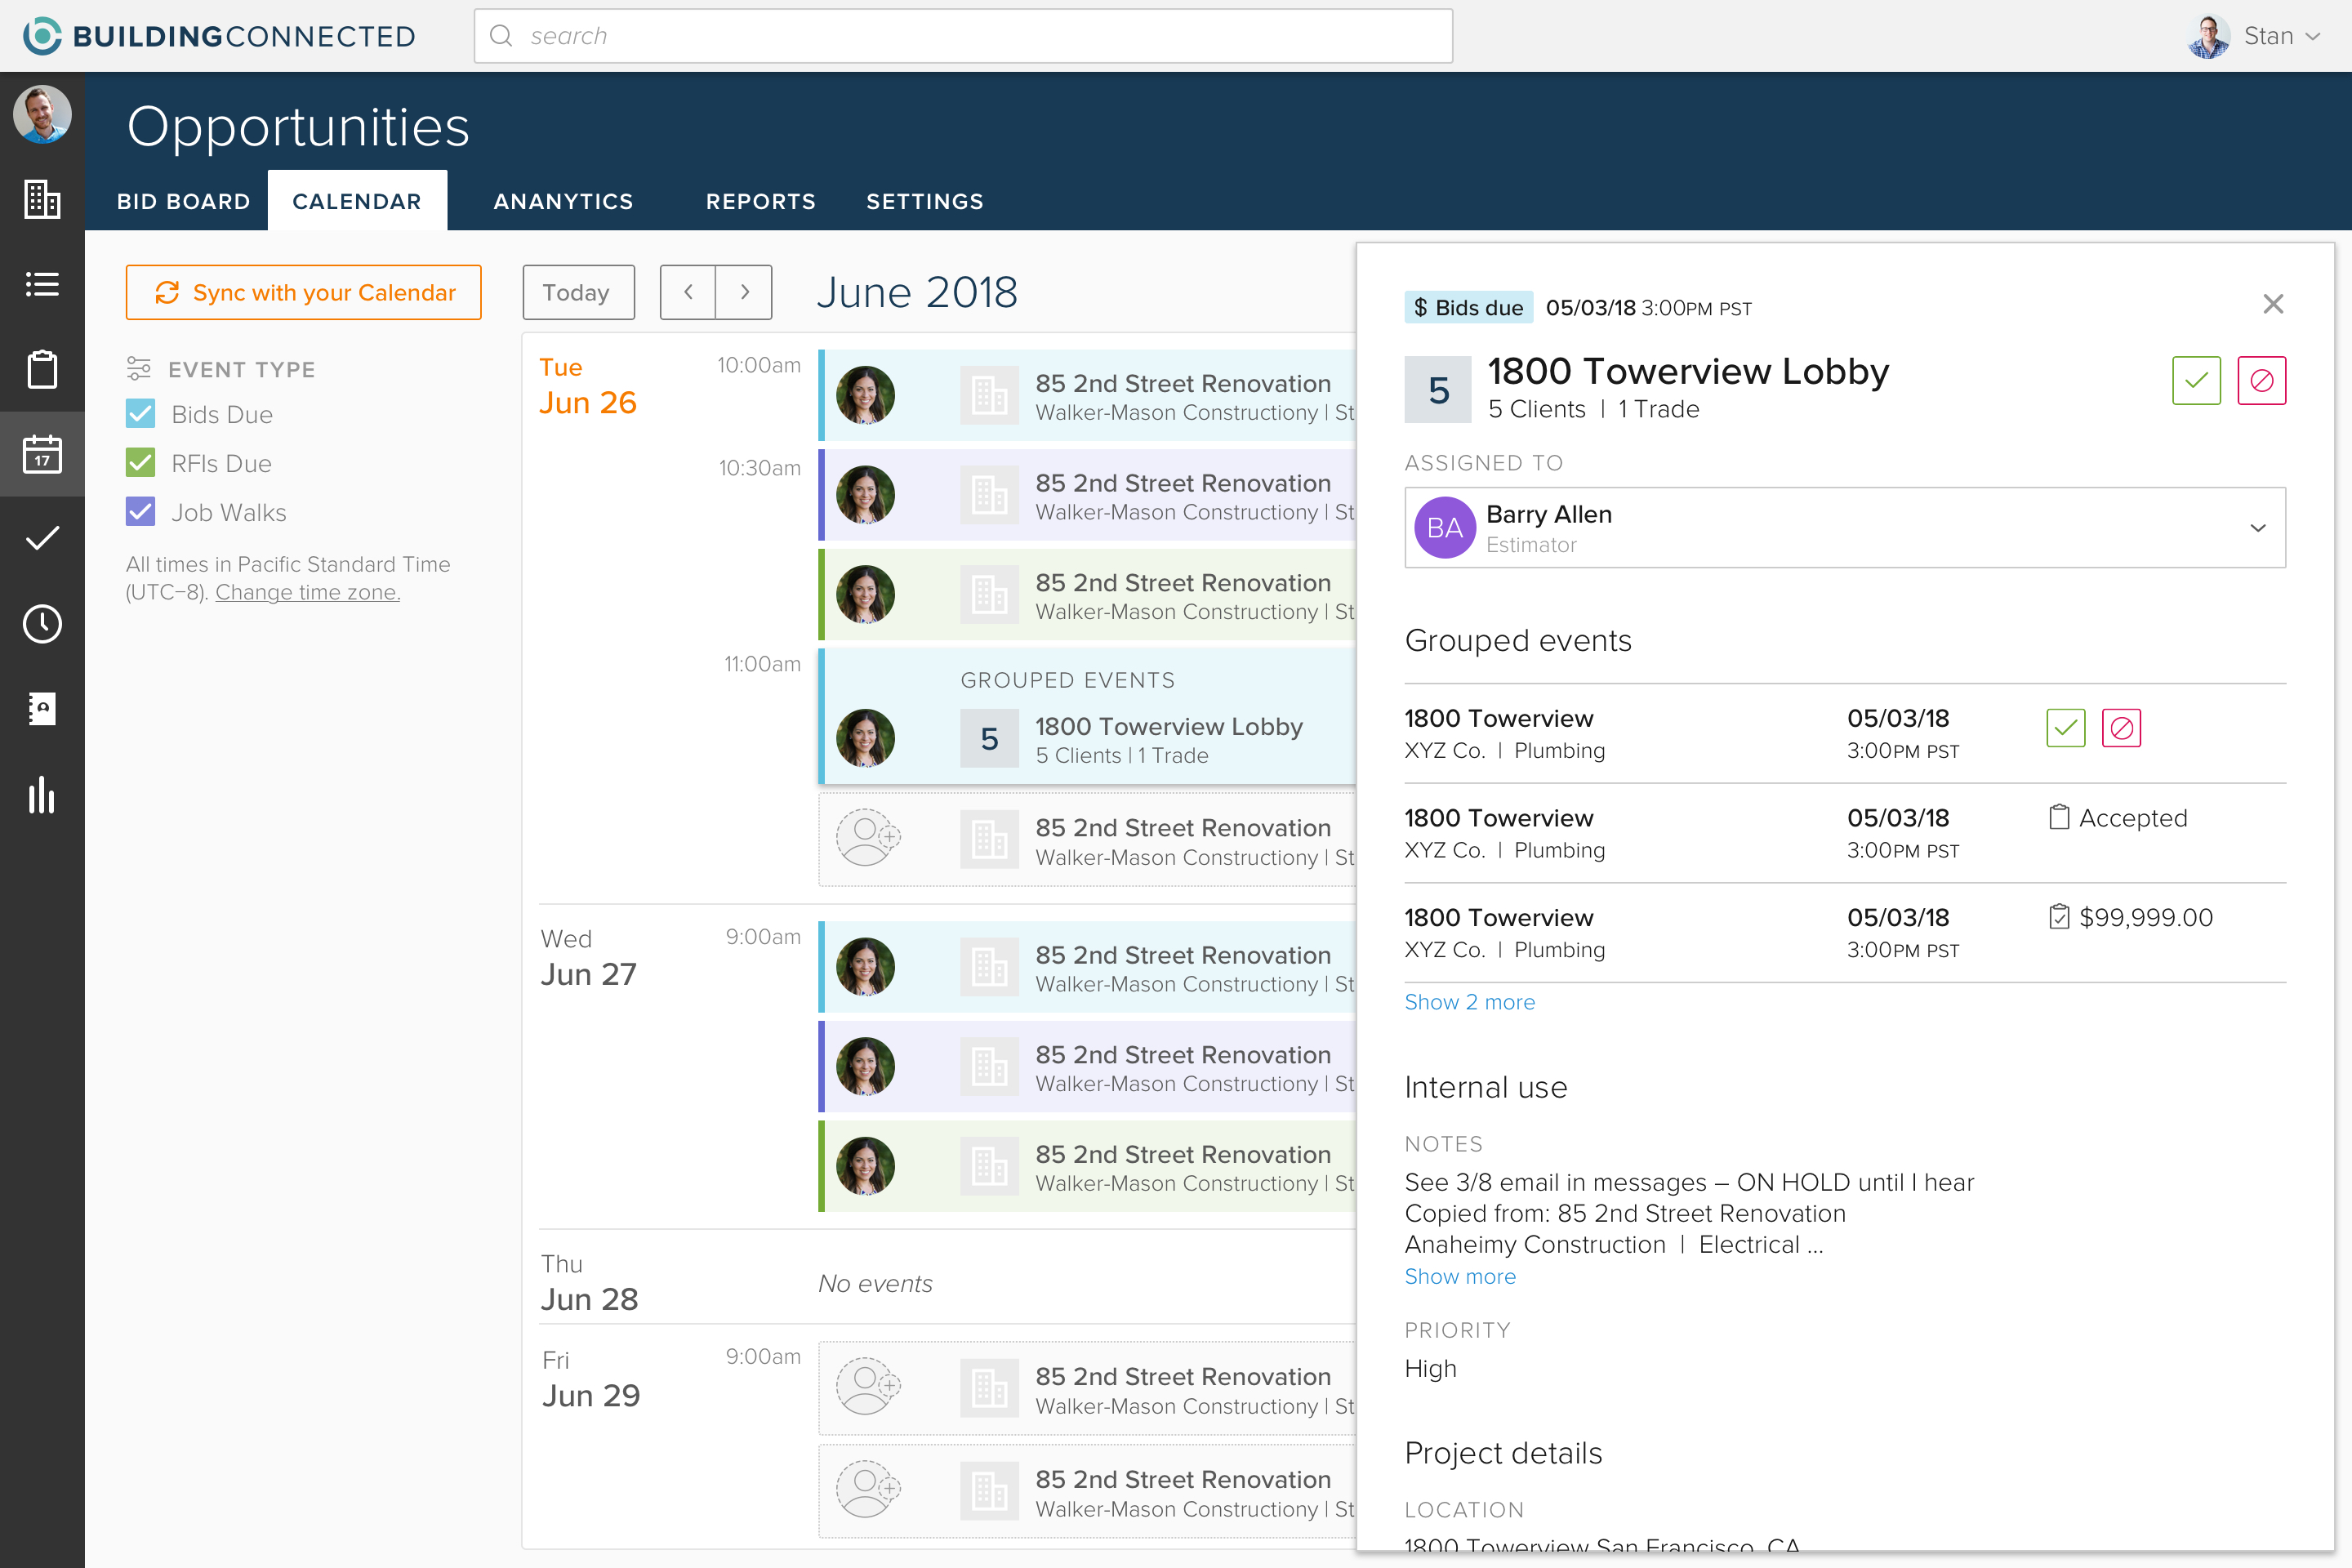 BUILDINGCONNECTED
search
Stan
Opportunities
BID BOARD
CALENDAR
ANANYTICS
REPORTS
SETTINGS
17
Sync with your Calendar
EVENT TYPE
Bids Due
RFIs Due
Job Walks
All times in Pacific Standard Time
(UTC–8). Change time zone.
Today
June 2018
Tue
Jun 26
10:00am
85 2nd Street Renovation
Walker-Mason Constructiony | St
10:30am
85 2nd Street Renovation
Walker-Mason Constructiony | St
85 2nd Street Renovation
Walker-Mason Constructiony | St
11:00am
GROUPED EVENTS
5
1800 Towerview Lobby
5 Clients | 1 Trade
85 2nd Street Renovation
Walker-Mason Constructiony | St
Wed
Jun 27
9:00am
85 2nd Street Renovation
Walker-Mason Constructiony | St
85 2nd Street Renovation
Walker-Mason Constructiony | St
85 2nd Street Renovation
Walker-Mason Constructiony | St
Thu
Jun 28
No events
Fri
Jun 29
9:00am
85 2nd Street Renovation
Walker-Mason Constructiony | St
85 2nd Street Renovation
Walker-Mason Constructiony | St
$ Bids due 05/03/18 3:00PM PST
5
1800 Towerview Lobby
5 Clients | 1 Trade
ASSIGNED TO
BA
Barry Allen
Estimator
Grouped events
1800 Towerview
XYZ Co. | Plumbing
05/03/18
3:00PM PST
1800 Towerview
XYZ Co. | Plumbing
05/03/18
3:00PM PST
Accepted
1800 Towerview
XYZ Co. | Plumbing
05/03/18
3:00PM PST
$99,999.00
Show 2 more
Internal use
NOTES
See 3/8 email in messages – ON HOLD until I hear
Copied from: 85 2nd Street Renovation
Anaheimy Construction | Electrical ...
Show more
PRIORITY
High
Project details
LOCATION
1800 Towerview San Francisco, CA